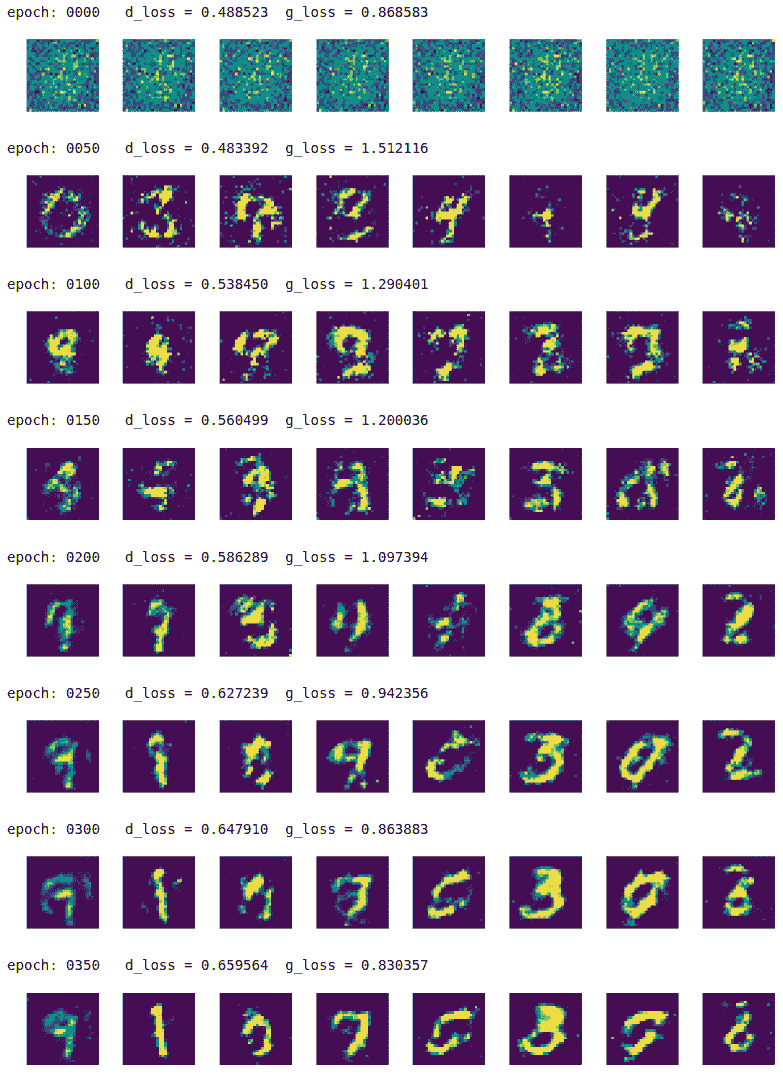 epoch: 0000   d_loss = 0.488523  g_loss = 0.868583
epoch: 0050   d_loss = 0.483392  g_loss = 1.512116
epoch: 0100   d_loss = 0.538450  g_loss = 1.290401
epoch: 0150   d_loss = 0.560499  g_loss = 1.200036
epoch: 0200   d_loss = 0.586289  g_loss = 1.097394
epoch: 0250   d_loss = 0.627239  g_loss = 0.942356
epoch: 0300   d_loss = 0.647910  g_loss = 0.863883
epoch: 0350   d_loss = 0.659564  g_loss = 0.830357